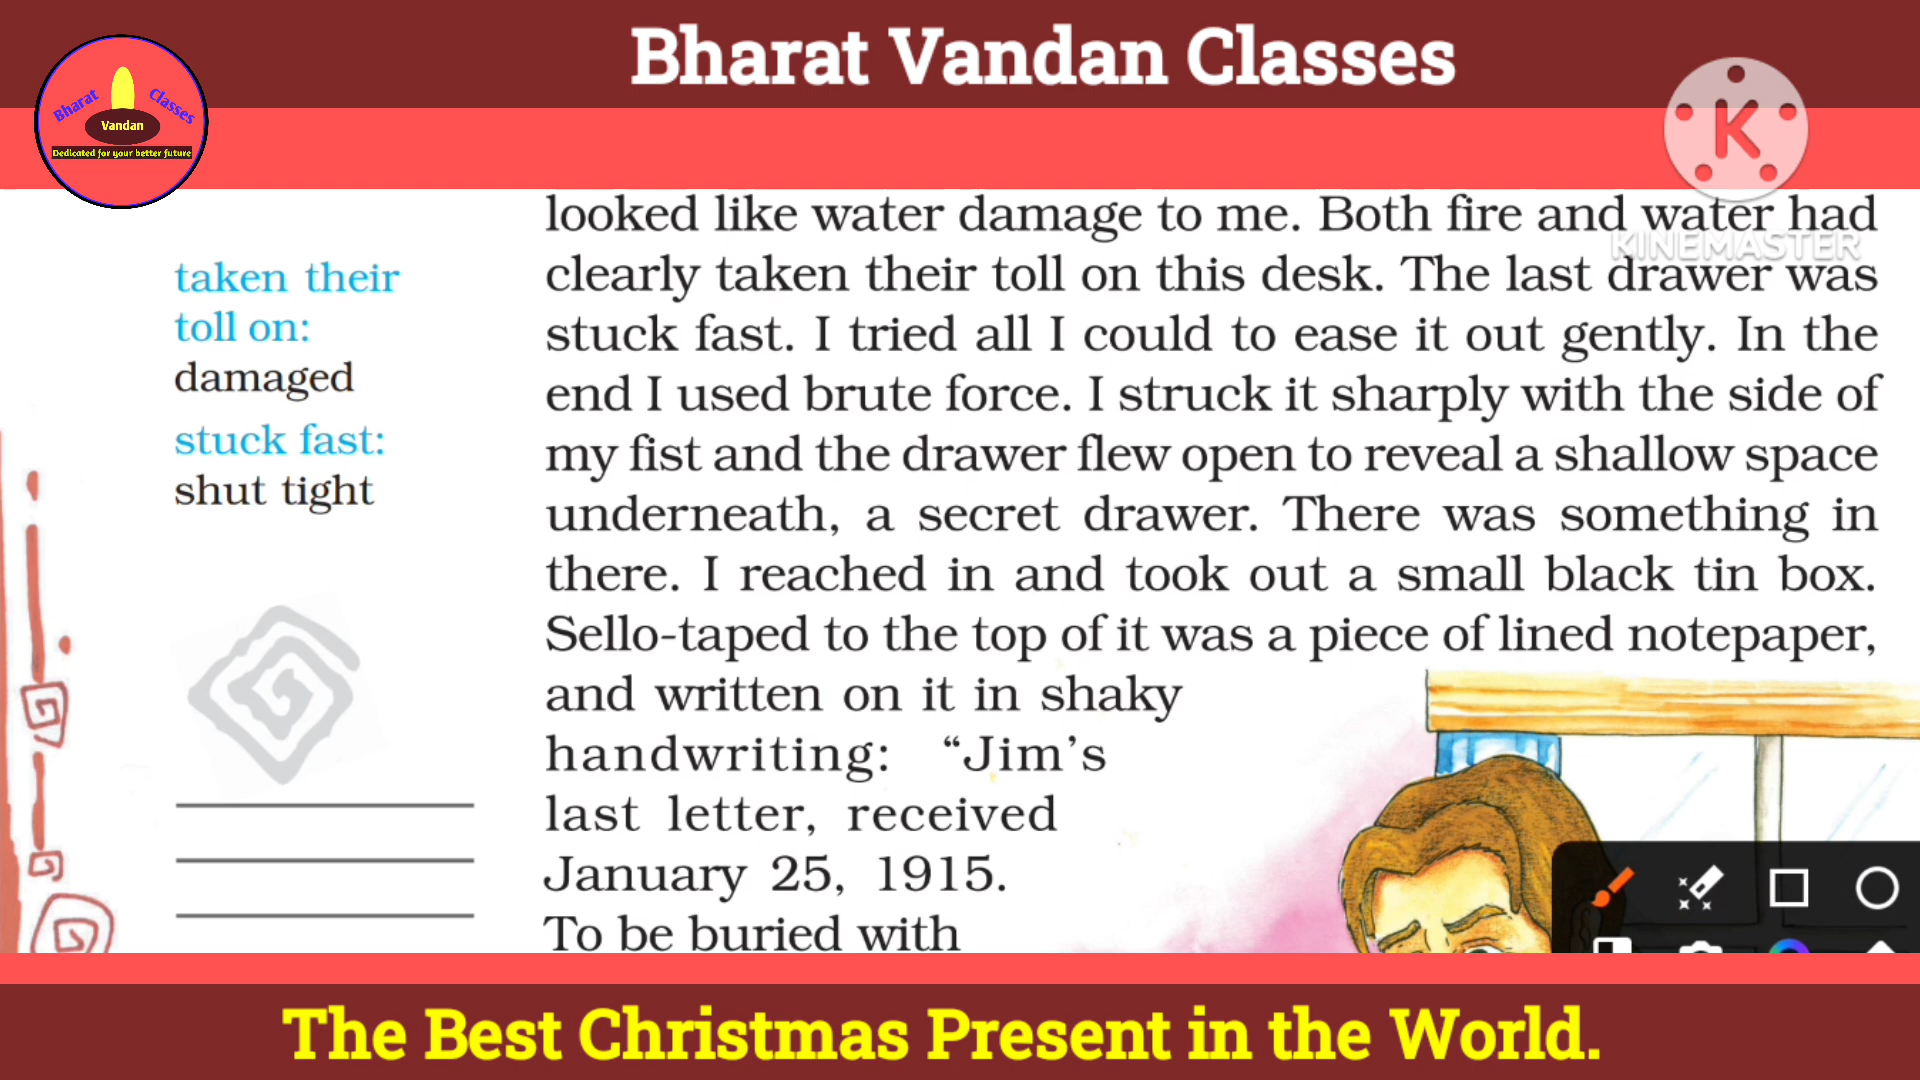 Bharat Vandan Classes
Bharat Classes
Vandan
Dedicated for your better future
K
KINEMASTER
looked like water damage to me. Both fire and water had
clearly taken their toll on this desk. The last drawer was
stuck fast. I tried all I could to ease it out gently. In the
end I used brute force. I struck it sharply with the side of
my fist and the drawer flew open to reveal a shallow space
underneath, a secret drawer. There was something in
there. I reached in and took out a small black tin box.
Sello-taped to the top of it was a piece of lined notepaper,
and written on it in shaky
handwriting: “Jim’s
last letter, received
January 25, 1915.
To be buried with
taken their
toll on:
damaged
stuck fast:
shut tight
The Best Christmas Present in the World.